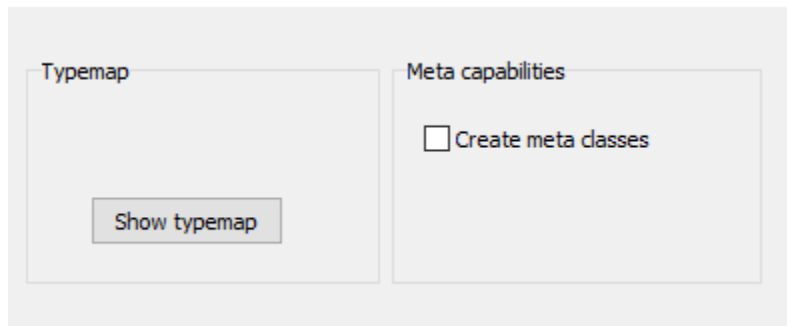 Typemap
Show typemap
Meta capabilities
Create meta classes